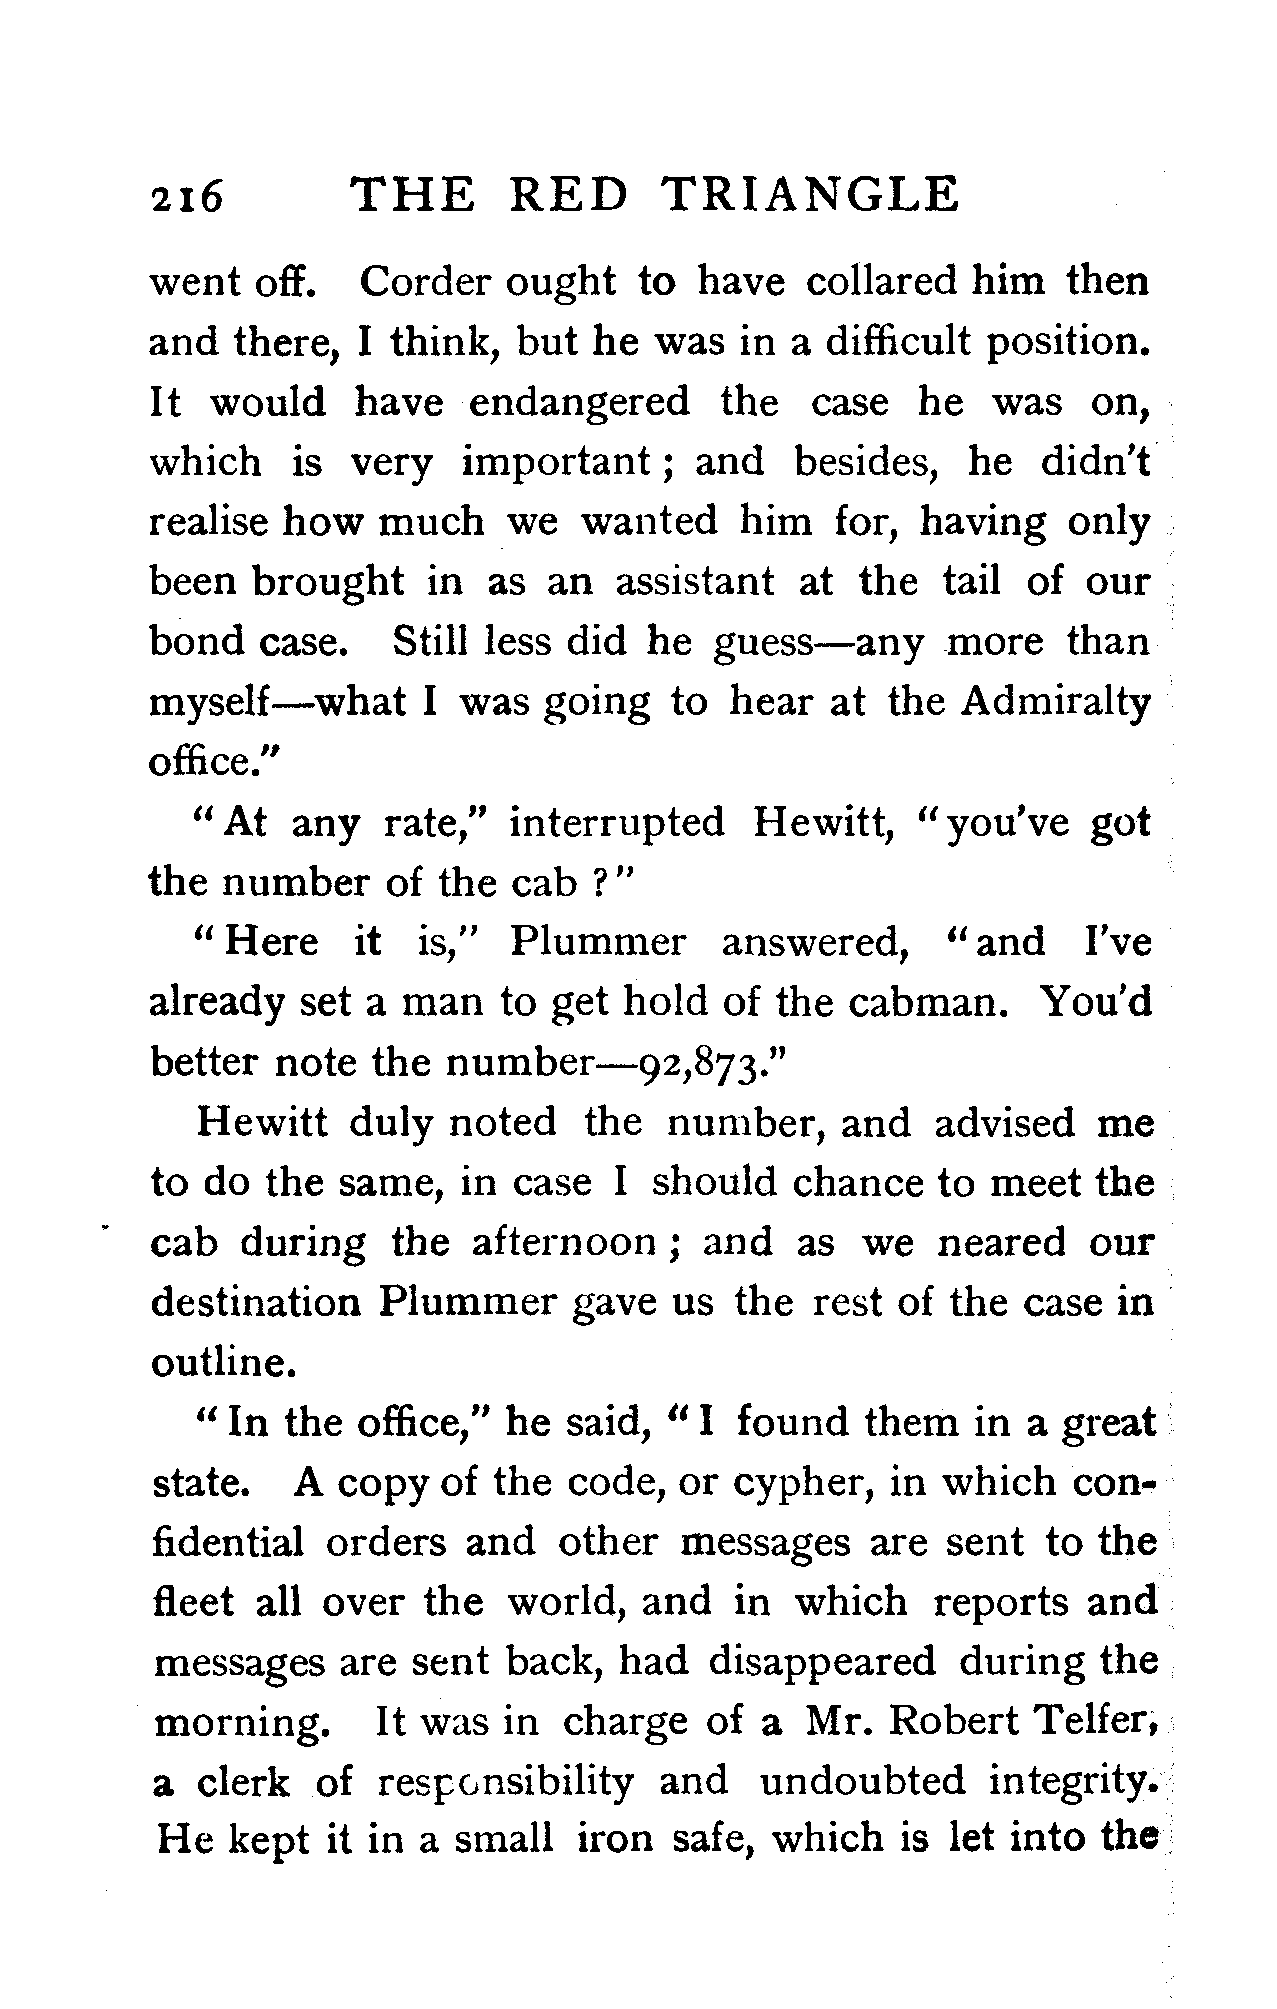 216 THE RED TRIANGLE
went off. Corder ought to have collared him then
and there, I think, but he was in a difficult position.
It would have endangered the case he was on,
which is very important ; and besides, he didn't
realise how much we wanted him for, having only
been brought in as an assistant at the tail of our
bond case. Still less did he guess—any more than
myself—what I was going to hear at the Admiralty
office."
"At any rate," interrupted Hewitt, "you've got
the number of the cab ?"
"Here it is," Plummer answered, "and I've
already set a man to get hold of the cabman. You'd
better note the number—92,873."
Hewitt duly noted the number, and advised me
to do the same, in case I should chance to meet the
cab during the afternoon ; and as we neared our
destination Plummer gave us the rest of the case in
outline.
"In the office," he said, "I found them in a great
state. A copy of the code, or cypher, in which con-
fidential orders and other messages are sent to the
fleet all over the world, and in which reports and
messages are sent back, had disappeared during the
morning. It was in charge of a Mr. Robert Telfer,
a clerk of responsibility and undoubted integrity.
He kept it in a small iron safe, which is let into the